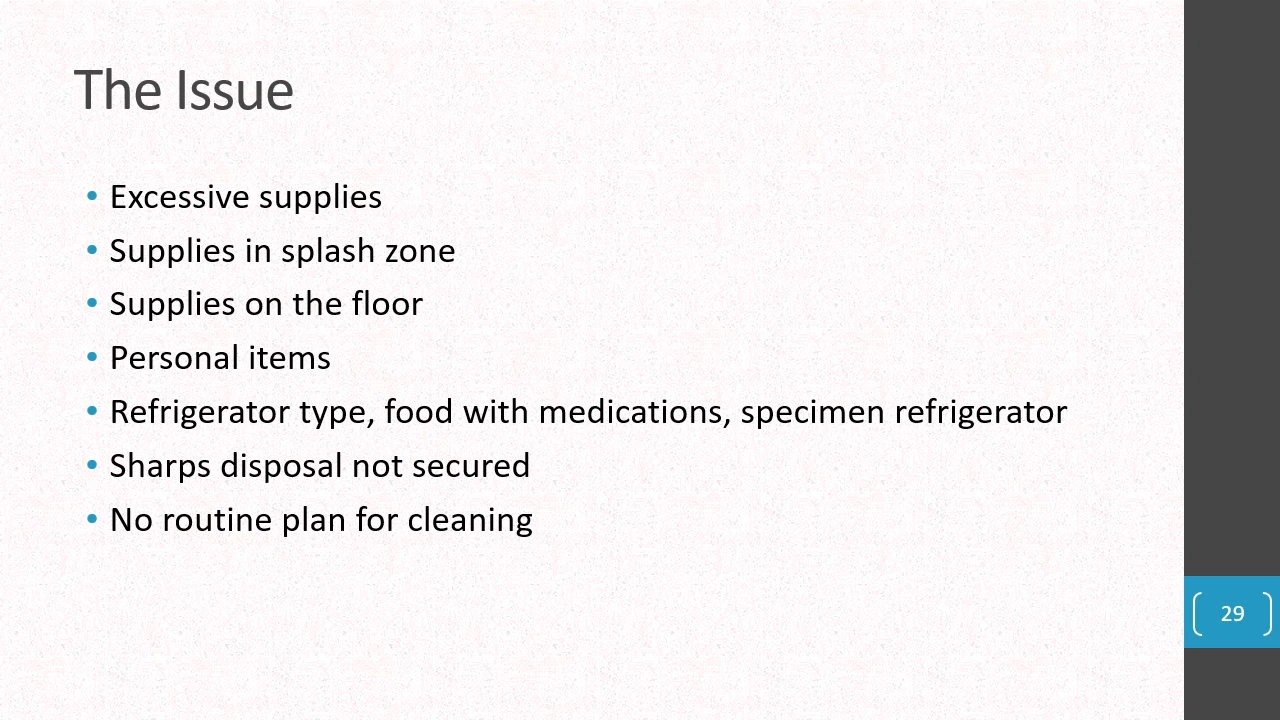 The Issue
• Excessive supplies
• Supplies in splash zone
• Supplies on the floor
• Personal items
• Refrigerator type, food with medications, specimen refrigerator
• Sharps disposal not secured
• No routine plan for cleaning
29